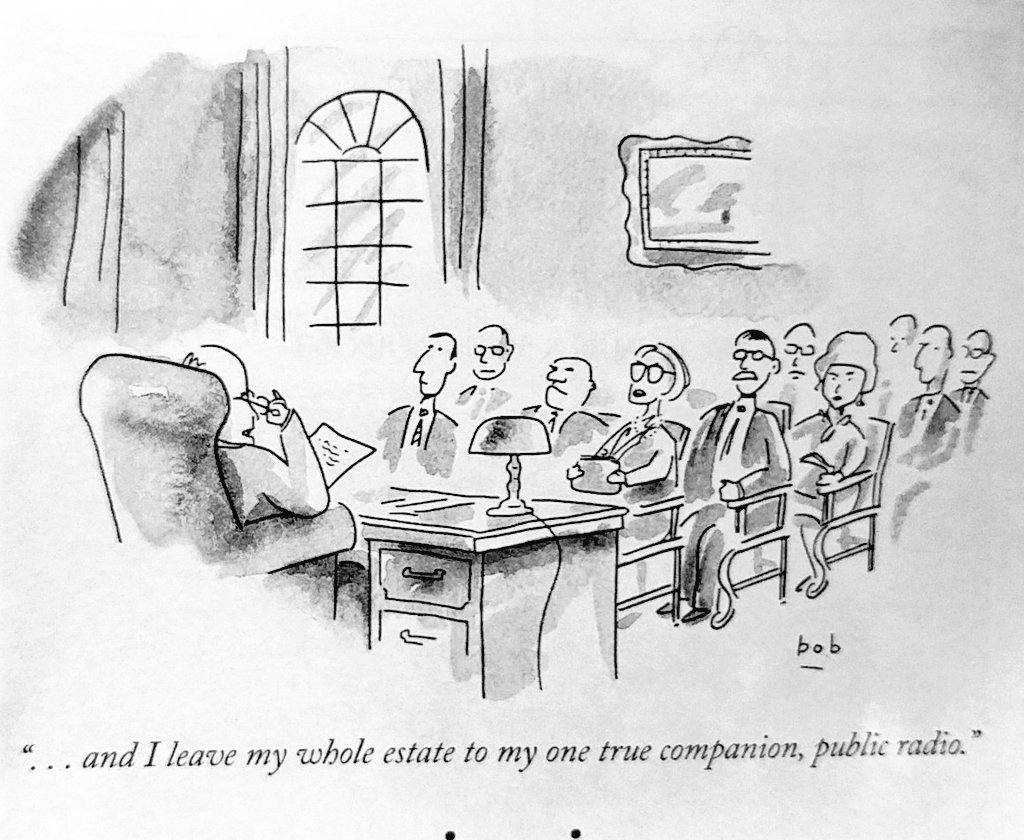 bob
“. . . and I leave my whole estate to my one true companion, public radio.”